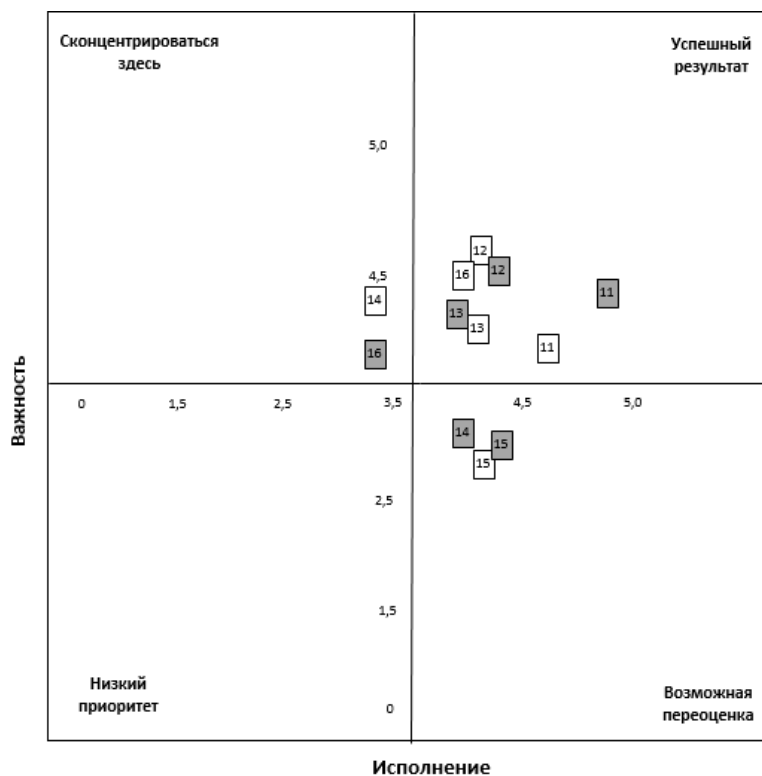 Сконцентрироваться
здесь
Успешный
результат
5,0
4,5
12
16
12
11
14
13
13
11
16
Важность
0
1,5
2,5
3,5
4,5
5,0
14
15
15
2,5
1,5
Низкий
приоритет
0
Возможная
переоценка
Исполнение